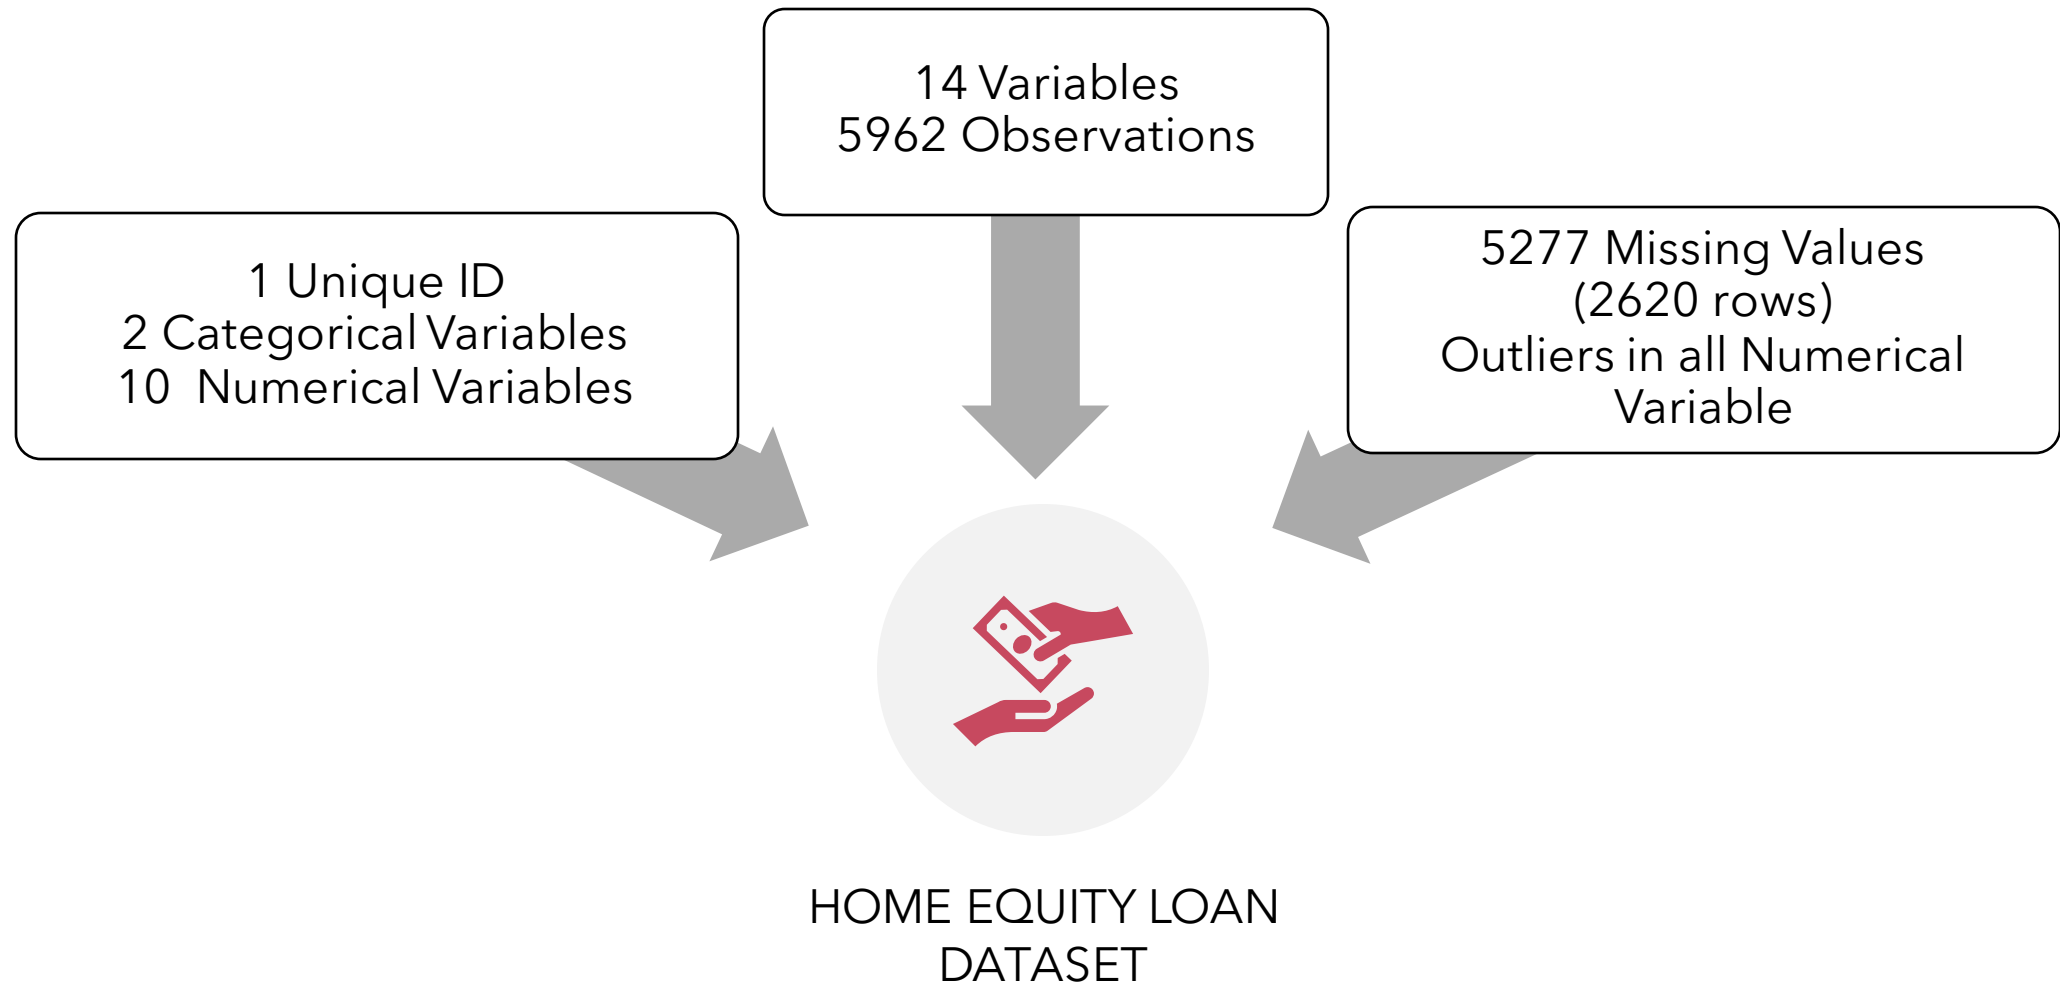 14 Variables
5962 Observations
1 Unique ID
2 Categorical Variables
10 Numerical Variables
5277 Missing Values
(2620 rows)
Outliers in all Numerical
Variable
HOME EQUITY LOAN
DATASET